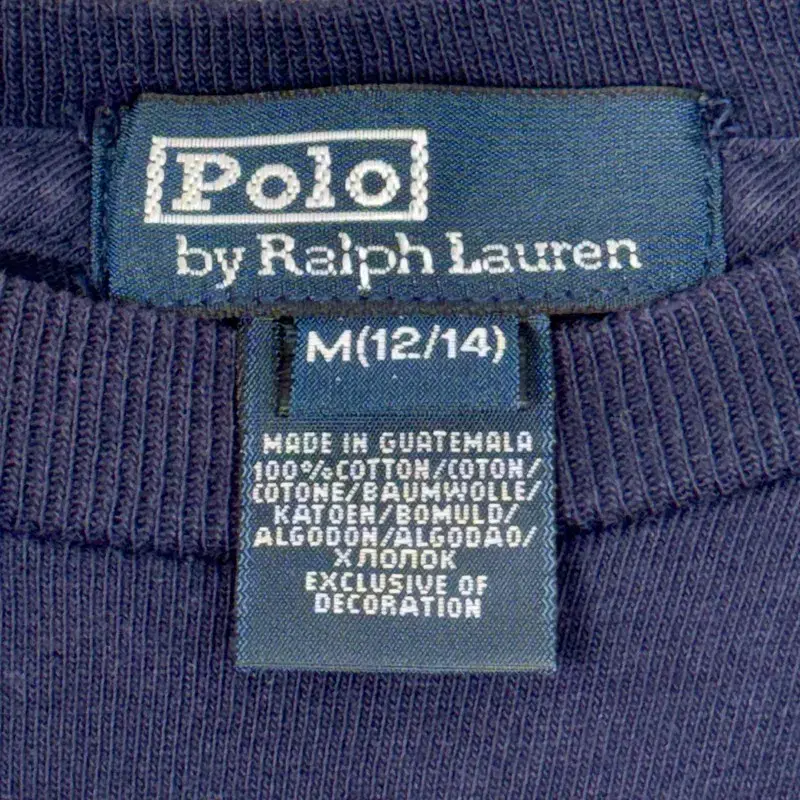 Polo
by Ralph Lauren
M(12/14)
MADE IN GUATEMALA
100%COTTON/COTON/
COTONE/BAUMWOLLE/
KATOEN/BOMULD/
ALGODON/ALGODAO/
ХЛОПОК
EXCLUSIVE OF
DECORATION